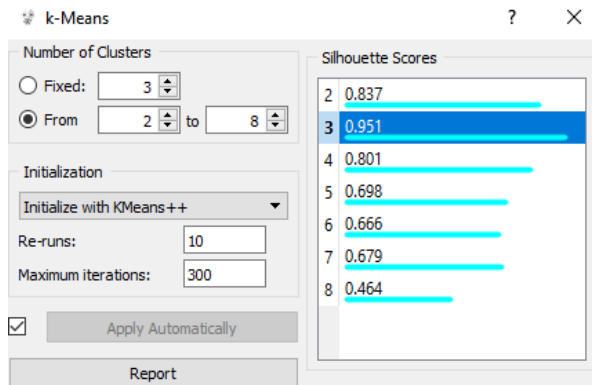 k-Means ? ×
Number of Clusters
Fixed: 3
From 2 to 8
Initialization
Initialize with KMeans++
Re-runs: 10
Maximum iterations: 300
Apply Automatically
Report
Silhouette Scores
2 0.837
3 0.951
4 0.801
5 0.698
6 0.666
7 0.679
8 0.464